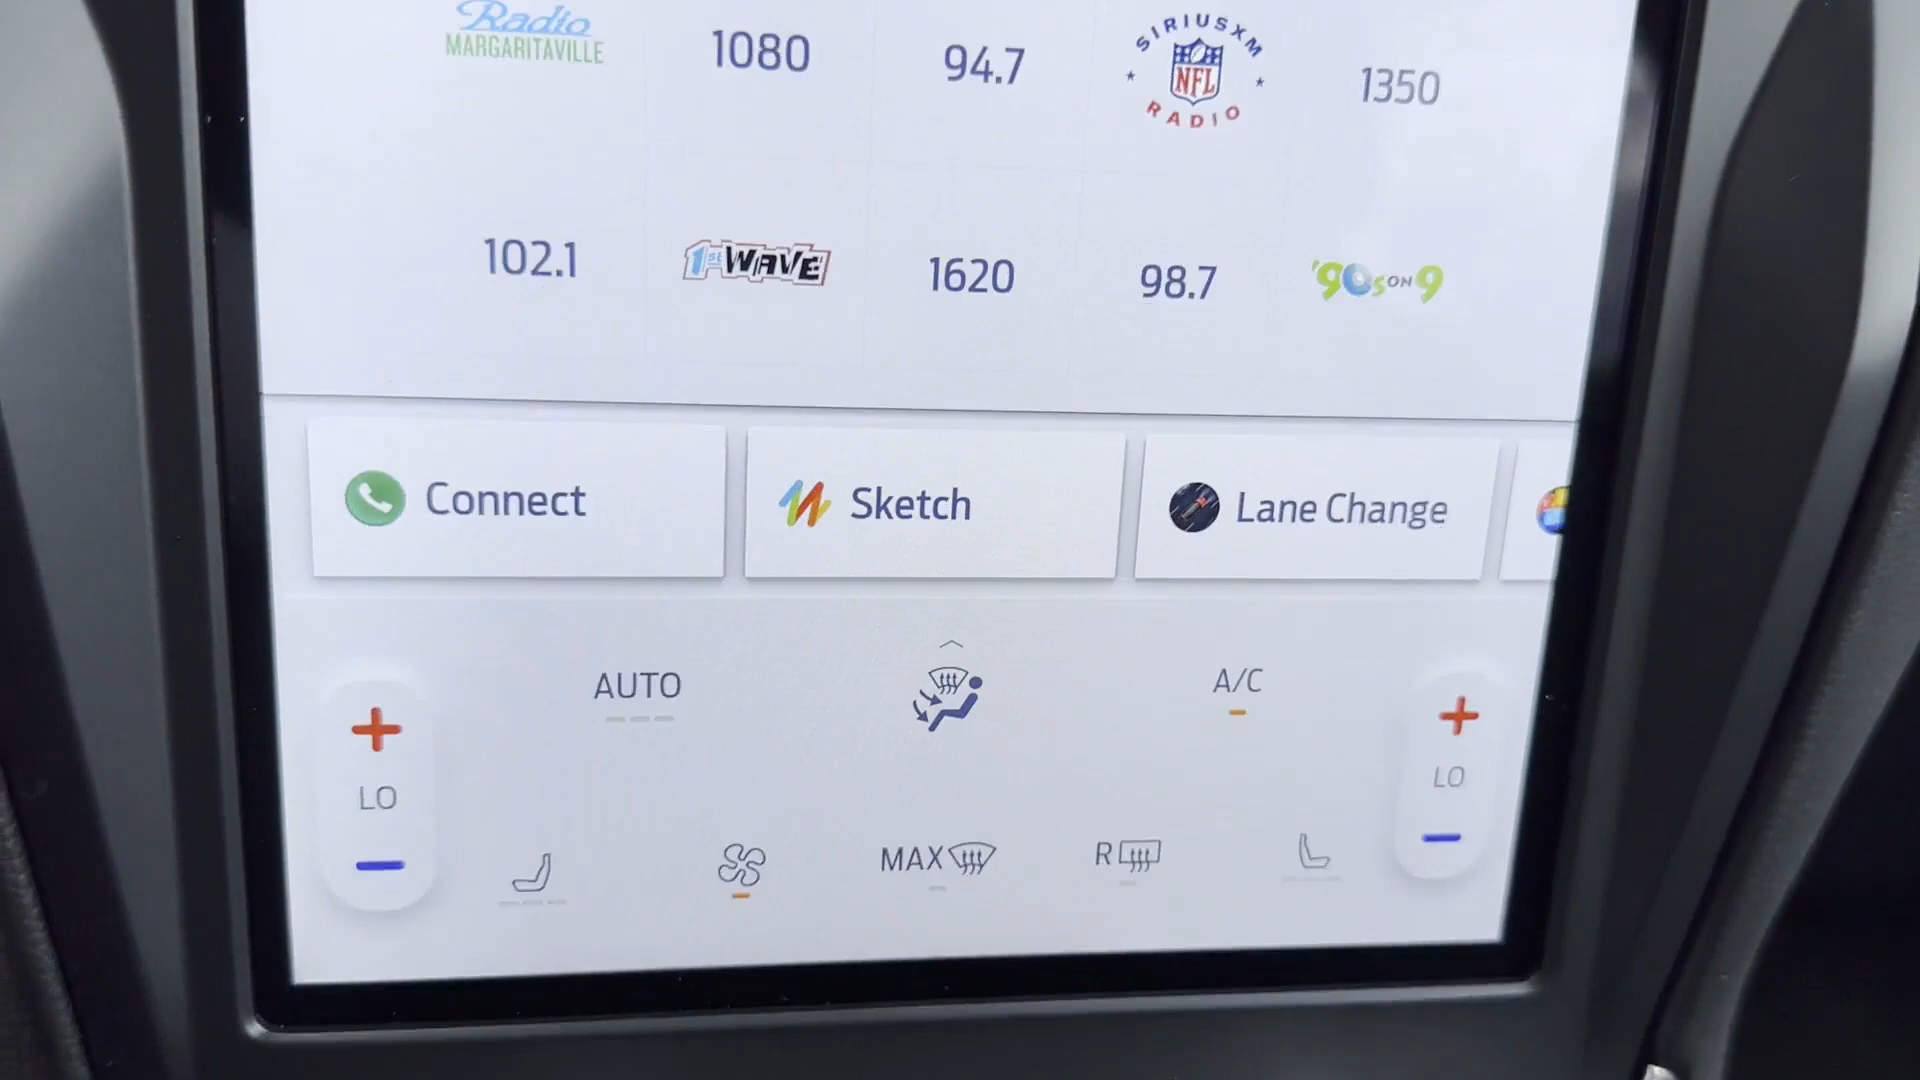 Radio
MARGARITAVILLE
1080
94.7
SIRIUSXM
NFL
RADIO
1350
102.1
1ST WAVE
1620
98.7
'90s ON 9
Connect
Sketch
Lane Change
AUTO
A/C
LO
LO
MAX
R